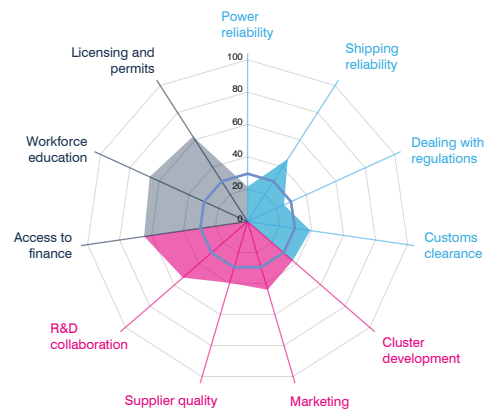 Power
reliability
Shipping
reliability
Dealing with
regulations
Customs
clearance
Cluster
development
Marketing
Supplier quality
R&D
collaboration
Access to
finance
Workforce
education
Licensing and
permits
100
80
60
40
20
0